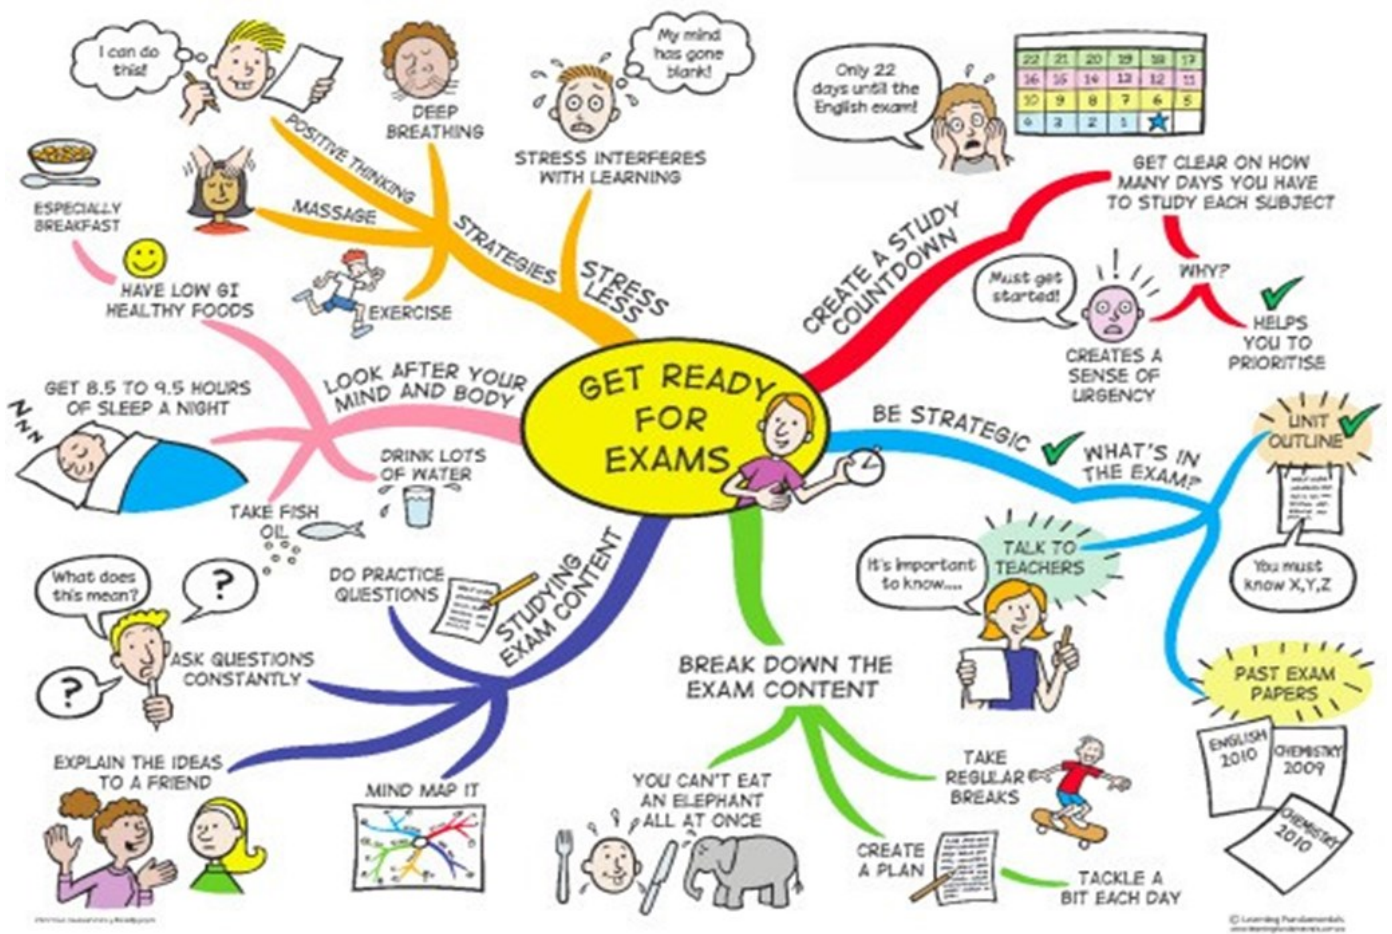 GET READY
FOR
EXAMS
CREATE A STUDY
COUNTDOWN
Only 22
days until the
English exam!
22 21 20 19 18 17
16 15 14 13 12 11
10 9 8 7 6 5
4 3 2 1
GET CLEAR ON HOW
MANY DAYS YOU HAVE
TO STUDY EACH SUBJECT
WHY?
Must get
started!
!
CREATES A
SENSE OF
URGENCY
HELPS
YOU TO
PRIORITISE
BE STRATEGIC
WHAT'S IN
THE EXAM?
UNIT
OUTLINE
You must
know X,Y,Z
TALK TO
TEACHERS
It's important
to know....
PAST EXAM
PAPERS
ENGLISH
2010
CHEMISTRY
2009
CHEMISTRY
2010
BREAK DOWN THE
EXAM CONTENT
TAKE
REGULAR
BREAKS
CREATE
A PLAN
TACKLE A
BIT EACH DAY
YOU CAN'T EAT
AN ELEPHANT
ALL AT ONCE
STUDYING
EXAM CONTENT
DO PRACTICE
QUESTIONS
ASK QUESTIONS
CONSTANTLY
What does
this mean?
?
?
EXPLAIN THE IDEAS
TO A FRIEND
MIND MAP IT
LOOK AFTER YOUR
MIND AND BODY
HAVE LOW GI
HEALTHY FOODS
ESPECIALLY
BREAKFAST
GET 8.5 TO 9.5 HOURS
OF SLEEP A NIGHT
ZZZ
TAKE FISH
OIL
DRINK LOTS
OF WATER
STRESS
LESS
STRESS INTERFERES
WITH LEARNING
My mind
has gone
blank!
STRATEGIES
POSITIVE THINKING
I can do
this!
DEEP
BREATHING
MASSAGE
EXERCISE
© Learning Fundamentals